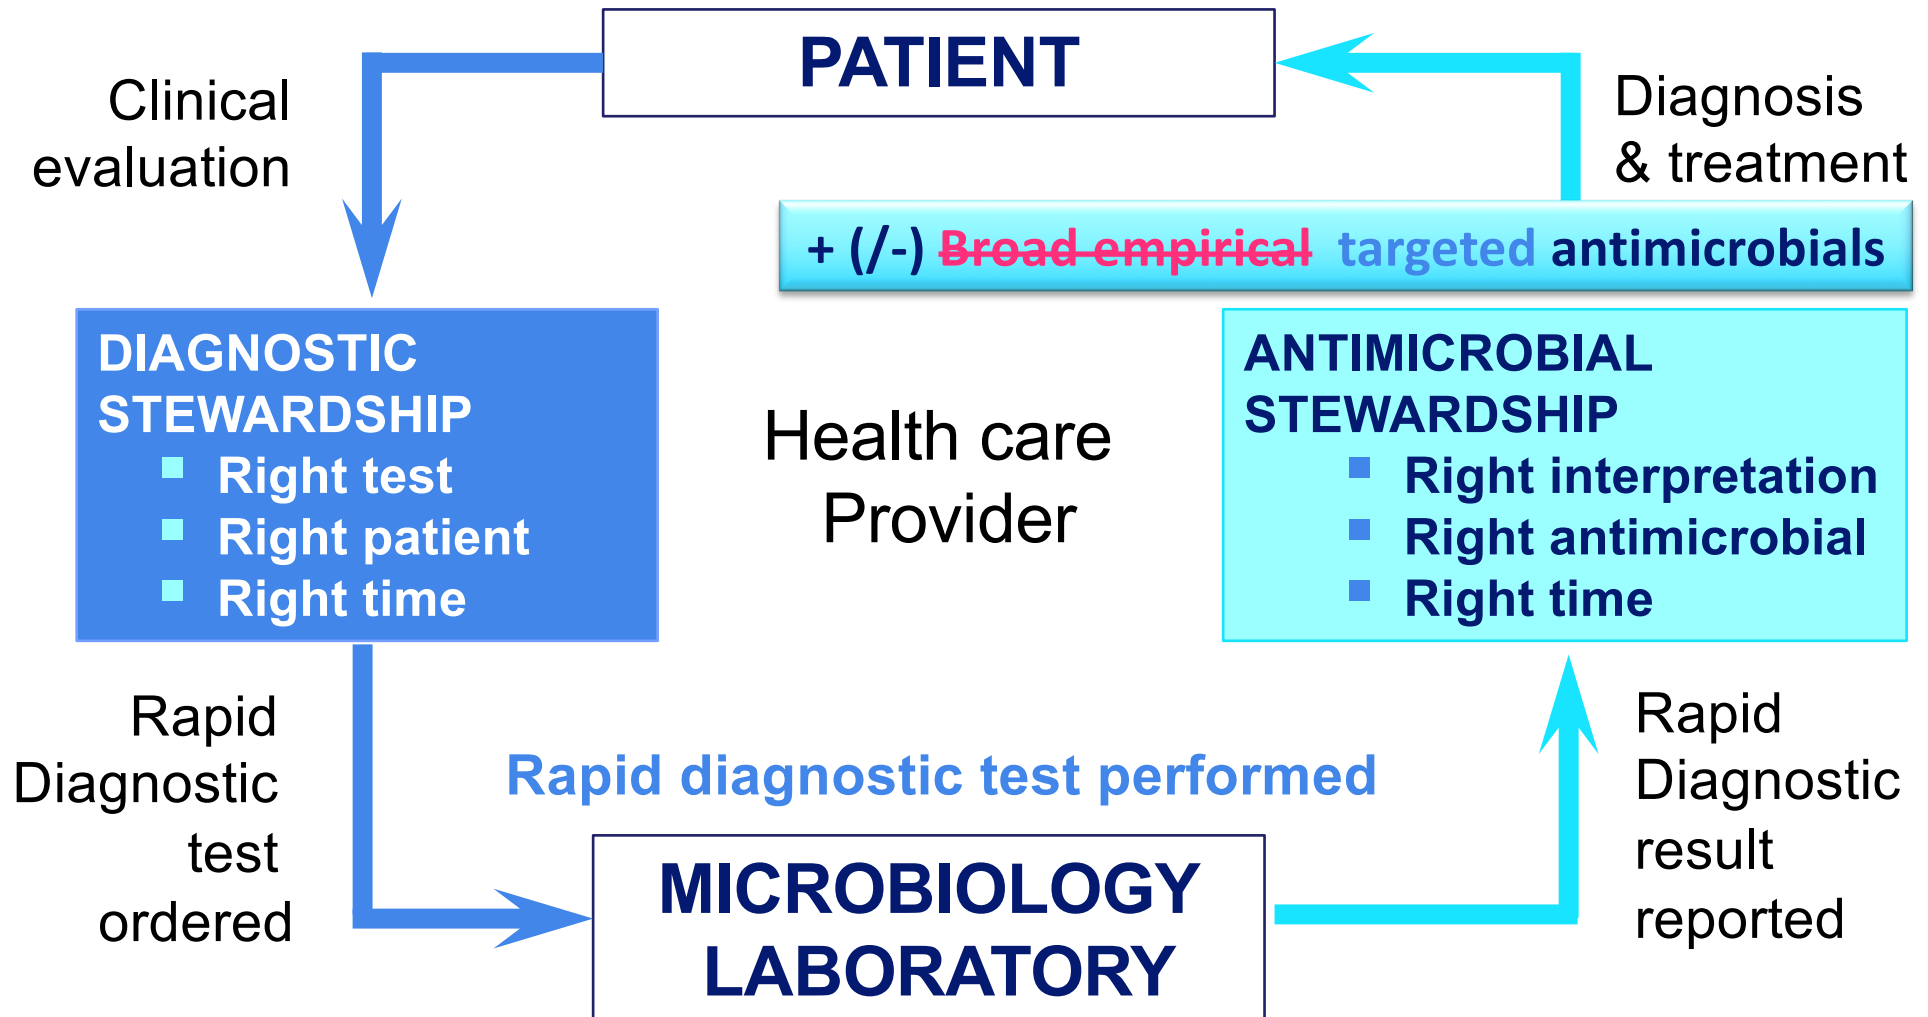 PATIENT
Clinical
evaluation
Diagnosis
& treatment
+ (/-) Broad empirical targeted antimicrobials
DIAGNOSTIC
STEWARDSHIP
▪ Right test
▪ Right patient
▪ Right time
Health care
Provider
ANTIMICROBIAL
STEWARDSHIP
▪ Right interpretation
▪ Right antimicrobial
▪ Right time
Rapid
Diagnostic
test
ordered
Rapid diagnostic test performed
MICROBIOLOGY
LABORATORY
Rapid
Diagnostic
result
reported